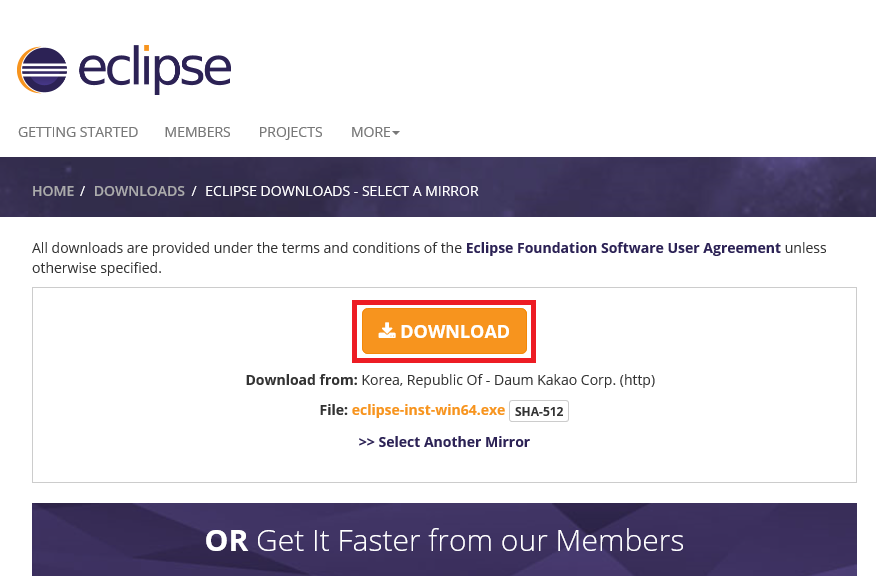 eclipse
GETTING STARTED MEMBERS PROJECTS MORE
HOME / DOWNLOADS / ECLIPSE DOWNLOADS - SELECT A MIRROR
All downloads are provided under the terms and conditions of the Eclipse Foundation Software User Agreement unless
otherwise specified.
DOWNLOAD
Download from: Korea, Republic Of - Daum Kakao Corp. (http)
File: eclipse-inst-win64.exe SHA-512
>> Select Another Mirror
OR Get It Faster from our Members